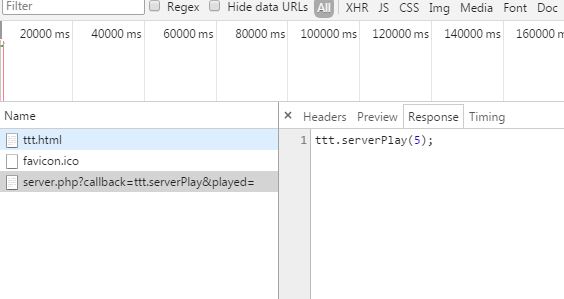 Filter Regex Hide data URLs All XHR JS CSS Img Media Font Doc
20000 ms 40000 ms 60000 ms 80000 ms 100000 ms 120000 ms 140000 ms 160000 ms
Name × Headers Preview Response Timing
ttt.html 1 ttt.serverPlay(5);
favicon.ico
server.php?callback=ttt.serverPlay&played=